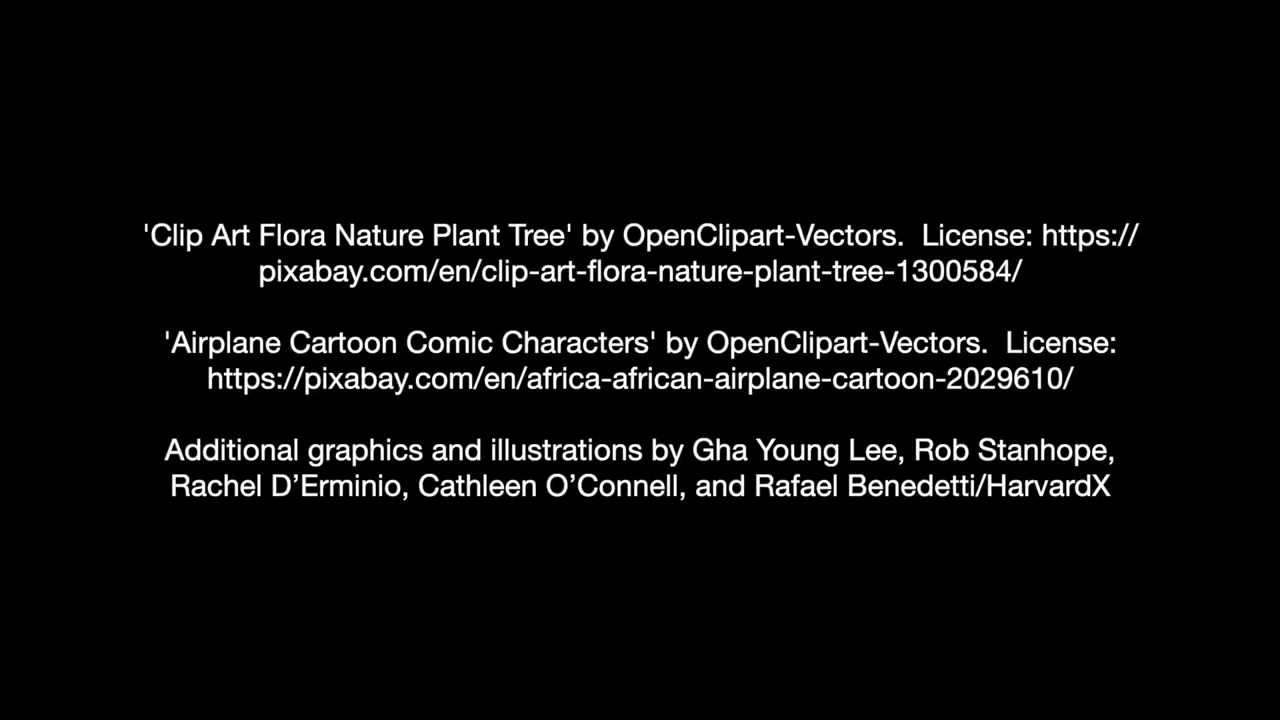 'Clip Art Flora Nature Plant Tree' by OpenClipart-Vectors.  License: https://
pixabay.com/en/clip-art-flora-nature-plant-tree-1300584/
'Airplane Cartoon Comic Characters' by OpenClipart-Vectors.  License:
https://pixabay.com/en/africa-african-airplane-cartoon-2029610/
Additional graphics and illustrations by Gha Young Lee, Rob Stanhope,
Rachel D’Erminio, Cathleen O’Connell, and Rafael Benedetti/HarvardX